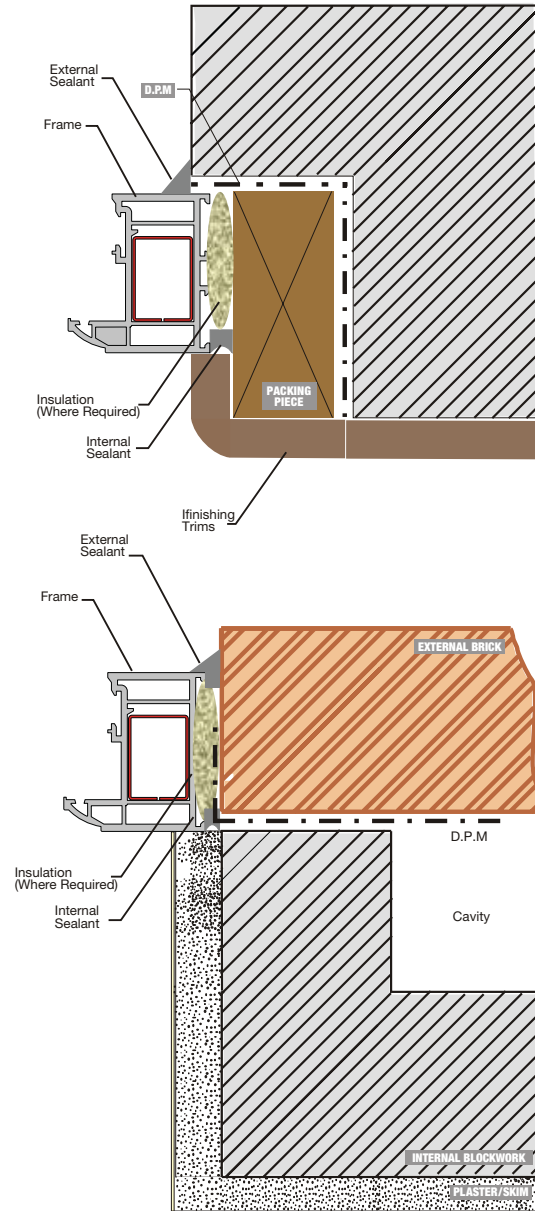 External
Sealant
D.P.M
Frame
Insulation
(Where Required)
PACKING
PIECE
Internal
Sealant
Ifinishing
Trims
External
Sealant
Frame
EXTERNAL BRICK
D.P.M
Insulation
(Where Required)
Internal
Sealant
Cavity
INTERNAL BLOCKWORK
PLASTER/SKIM